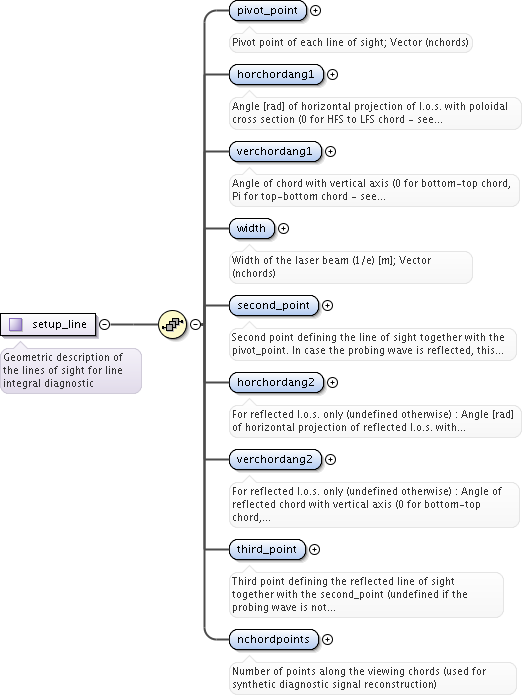 pivot_point
Pivot point of each line of sight; Vector (nchords)
horchordang1
Angle [rad] of horizontal projection of l.o.s. with poloidal
cross section (0 for HFS to LFS chord - see...
verchordang1
Angle of chord with vertical axis (0 for bottom-top chord,
Pi for top-bottom chord - see...
width
Width of the laser beam (1/e) [m]; Vector
(nchords)
setup_line
Geometric description of
the lines of sight for line
integral diagnostic
second_point
Second point defining the line of sight together with the
pivot_point. In case the probing wave is reflected, this...
horchordang2
For reflected l.o.s. only (undefined otherwise) : Angle [rad]
of horizontal projection of reflected l.o.s. with...
verchordang2
For reflected l.o.s. only (undefined otherwise) : Angle of
reflected chord with vertical axis (0 for bottom-top
chord,...
third_point
Third point defining the reflected line of sight
together with the second_point (undefined if the
probing wave is not...
nchordpoints
Number of points along the viewing chords (used for
synthetic diagnostic signal reconstruction)